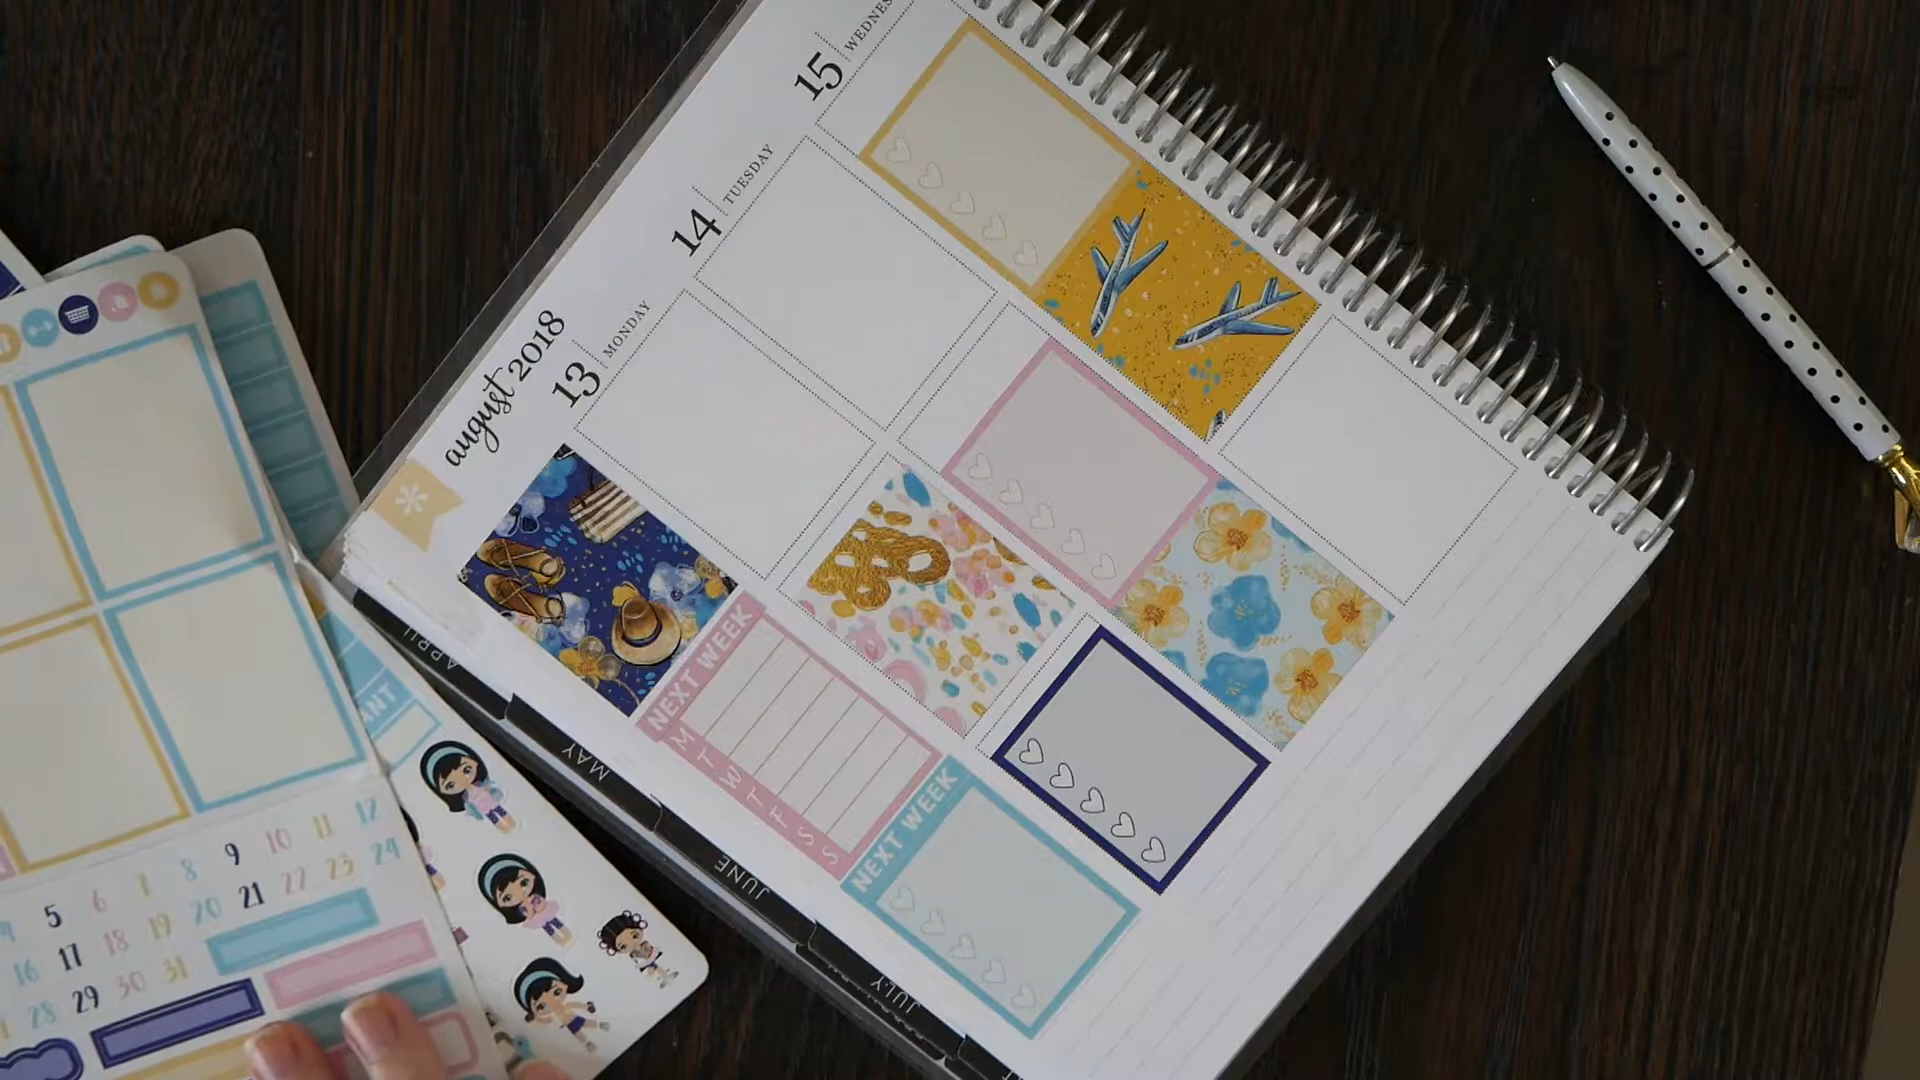 august 2018
13
MONDAY
14
TUESDAY
15
NEXT WEEK
M
T
W
T
F
S
S
NEXT WEEK
APRIL
MAY
JUNE
JULY
5 6 7 8 9 10 11 12
16 17 18 19 20 21 22 23 24
28 29 30 31